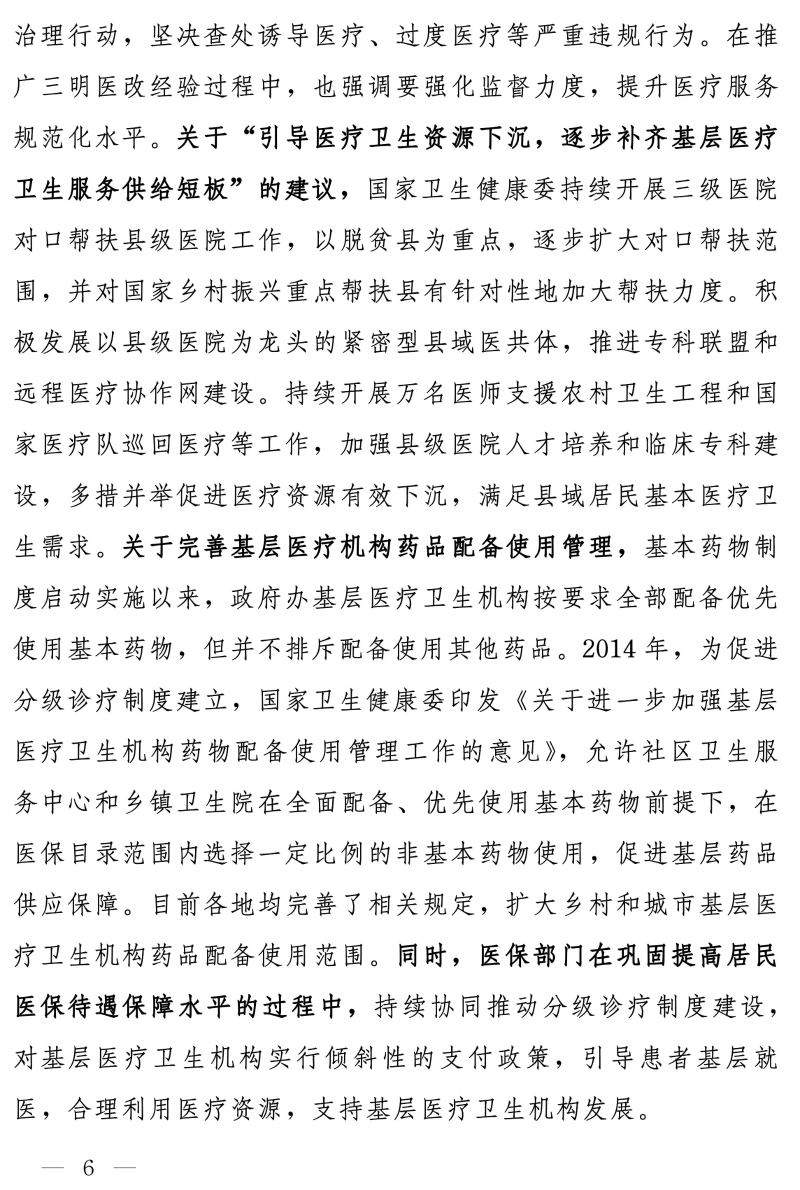 治理行动，坚决查处诱导医疗、过度医疗等严重违规行为。在推
广三明医改经验过程中，也强调要强化监督力度，提升医疗服务
规范化水平。关于“引导医疗卫生资源下沉，逐步补齐基层医疗
卫生服务供给短板”的建议，国家卫生健康委持续开展三级医院
对口帮扶县级医院工作，以脱贫县为重点，逐步扩大对口帮扶范
围，并对国家乡村振兴重点帮扶县有针对性地加大帮扶力度。积
极发展以县级医院为龙头的紧密型县域医共体，推进专科联盟和
远程医疗协作网建设。持续开展万名医师支援农村卫生工程和国
家医疗队巡回医疗等工作，加强县级医院人才培养和临床专科建
设，多措并举促进医疗资源有效下沉，满足县域居民基本医疗卫
生需求。关于完善基层医疗机构药品配备使用管理，基本药物制
度启动实施以来，政府办基层医疗卫生机构按要求全部配备优先
使用基本药物，但并不排斥配备使用其他药品。2014 年，为促进
分级诊疗制度建立，国家卫生健康委印发《关于进一步加强基层
医疗卫生机构药物配备使用管理工作的意见》，允许社区卫生服
务中心和乡镇卫生院在全面配备、优先使用基本药物前提下，在
医保目录范围内选择一定比例的非基本药物使用，促进基层药品
供应保障。目前各地均完善了相关规定，扩大乡村和城市基层医
疗卫生机构药品配备使用范围。同时，医保部门在巩固提高居民
医保待遇保障水平的过程中，持续协同推动分级诊疗制度建设，
对基层医疗卫生机构实行倾斜性的支付政策，引导患者基层就
医，合理利用医疗资源，支持基层医疗卫生机构发展。
— 6 —